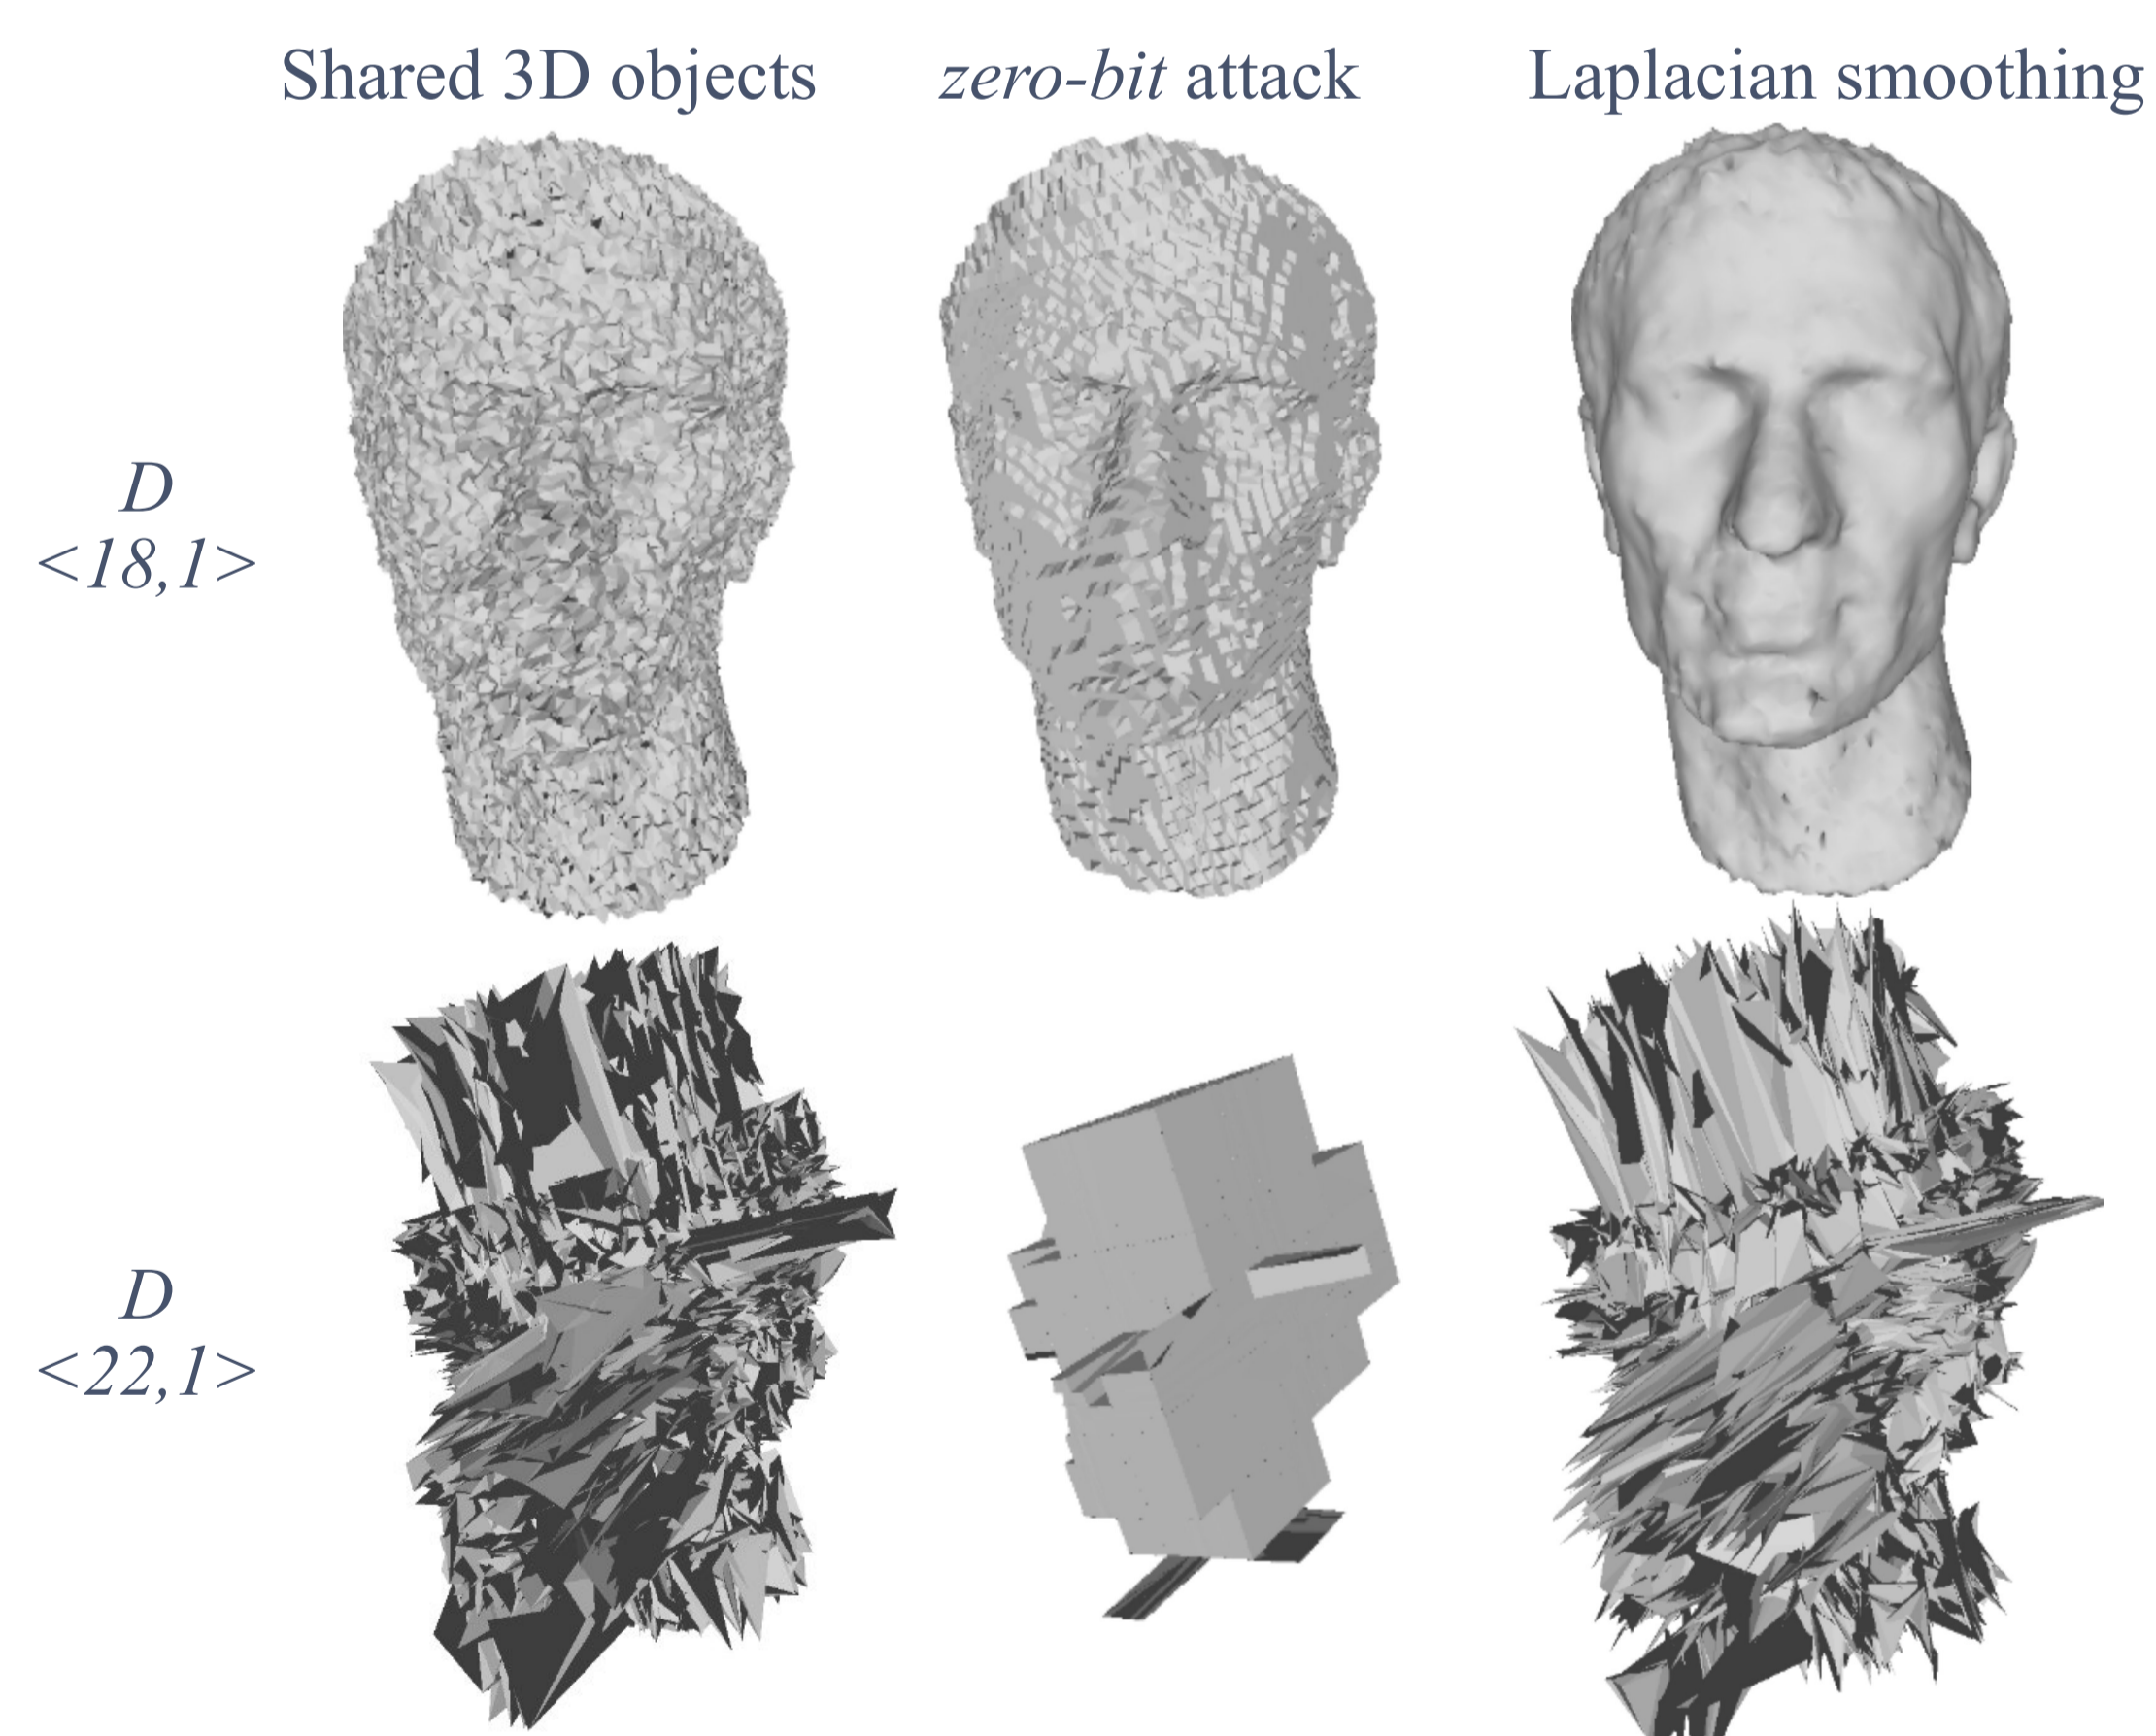 Shared 3D objects
zero-bit attack
Laplacian smoothing
D
<18,1>
D
<22,1>